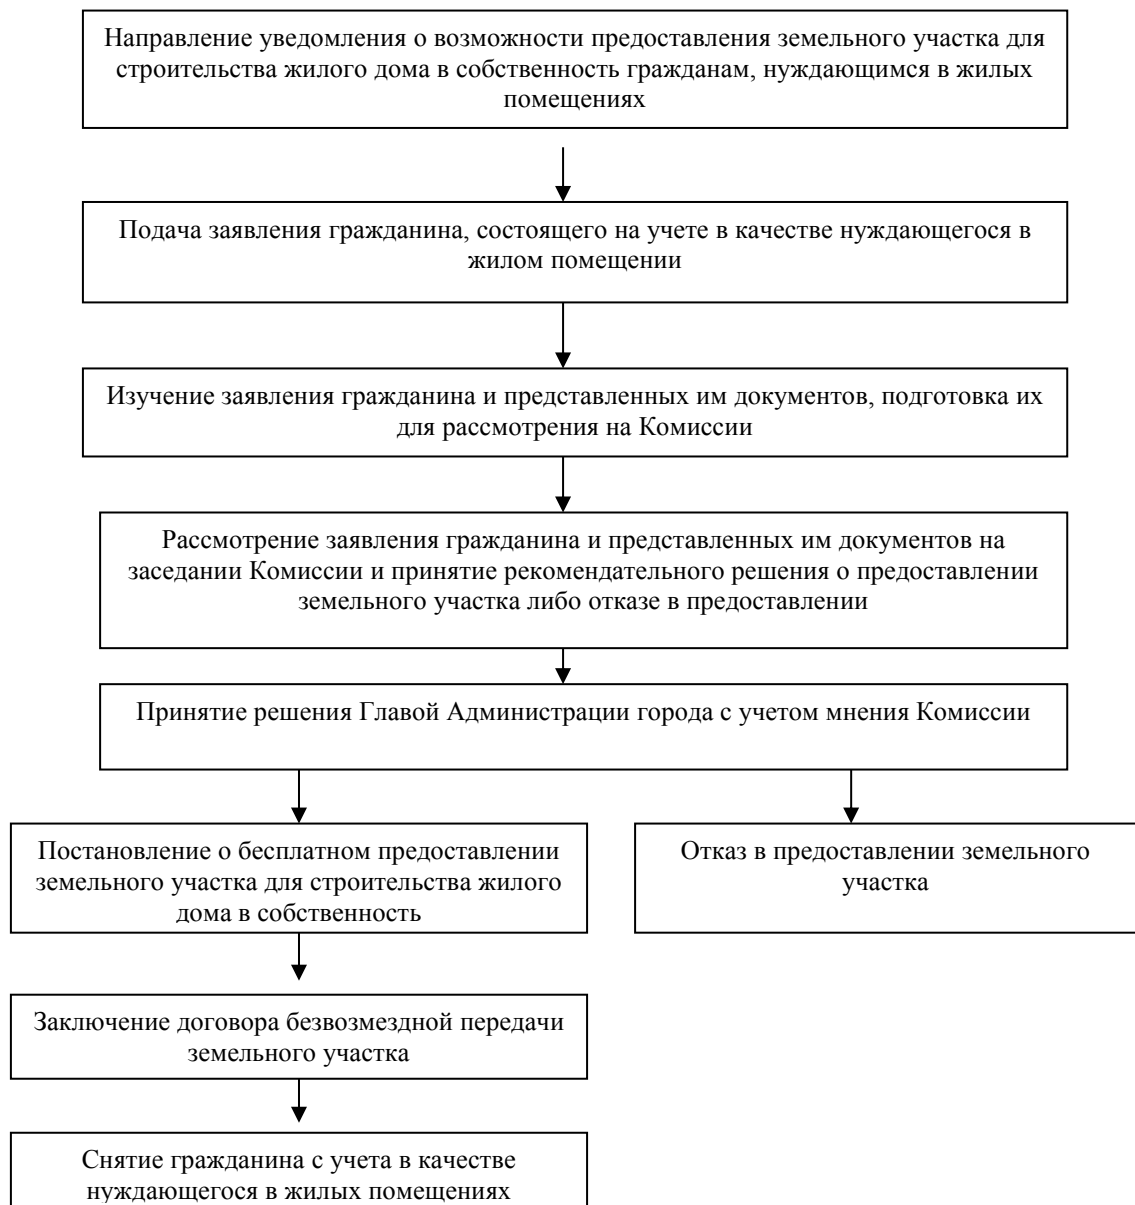 Направление уведомления о возможности предоставления земельного участка для
строительства жилого дома в собственность гражданам, нуждающимся в жилых
помещениях
Подача заявления гражданина, состоящего на учете в качестве нуждающегося в
жилом помещении
Изучение заявления гражданина и представленных им документов, подготовка их
для рассмотрения на Комиссии
Рассмотрение заявления гражданина и представленных им документов на
заседании Комиссии и принятие рекомендательного решения о предоставлении
земельного участка либо отказе в предоставлении
Принятие решения Главой Администрации города с учетом мнения Комиссии
Постановление о бесплатном предоставлении
земельного участка для строительства жилого
дома в собственность
Отказ в предоставлении земельного
участка
Заключение договора безвозмездной передачи
земельного участка
Снятие гражданина с учета в качестве
нуждающегося в жилых помещениях